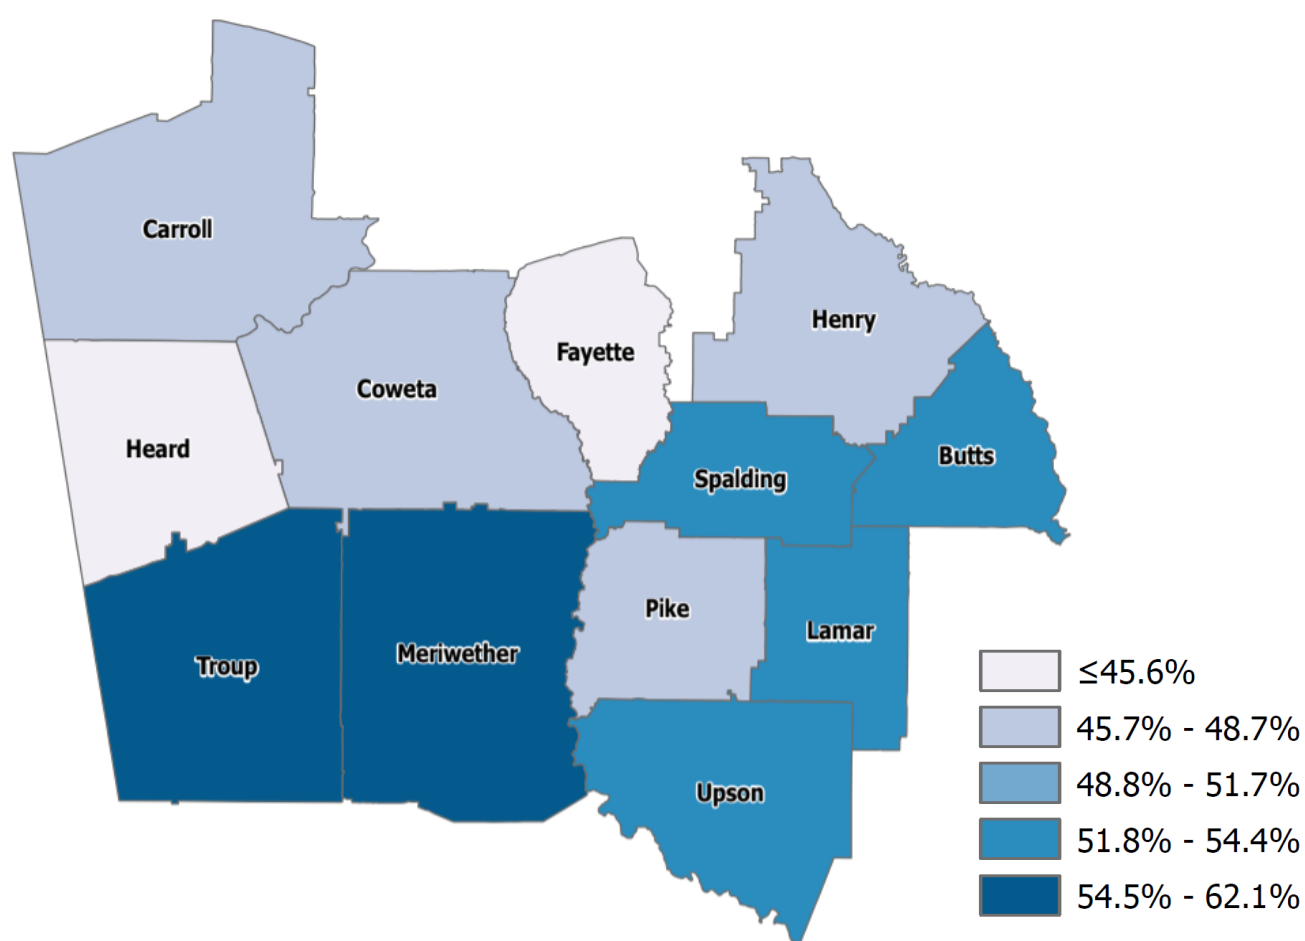 Carroll
Henry
Fayette
Coweta
Heard
Butts
Spalding
Pike
Lamar
Meriwether
Troup
Upson
≤45.6%
45.7% - 48.7%
48.8% - 51.7%
51.8% - 54.4%
54.5% - 62.1%